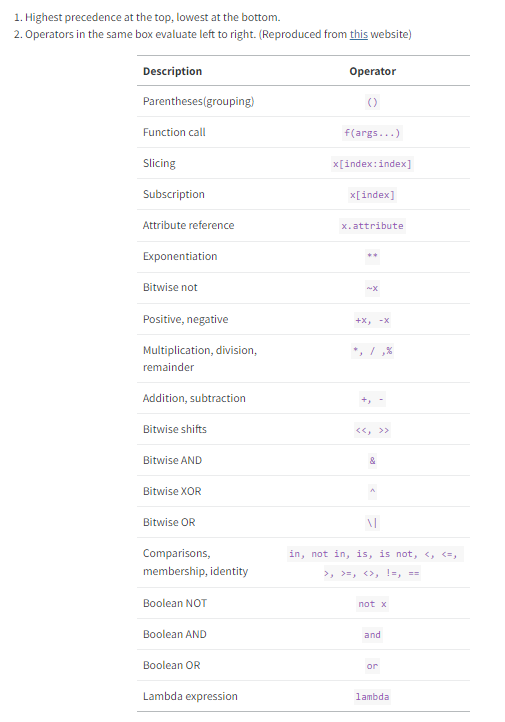 1. Highest precedence at the top, lowest at the bottom.
2. Operators in the same box evaluate left to right. (Reproduced from this website)
Description Operator
Parentheses(grouping) ()
Function call f(args...)
Slicing x[index:index]
Subscription x[index]
Attribute reference x.attribute
Exponentiation **
Bitwise not ~x
Positive, negative +x, -x
Multiplication, division, *, / ,%
remainder
Addition, subtraction +, -
Bitwise shifts <<, >>
Bitwise AND &
Bitwise XOR ^
Bitwise OR \|
Comparisons, in, not in, is, is not, <, <=,
membership, identity >, >=, <>, !=, ==
Boolean NOT not x
Boolean AND and
Boolean OR or
Lambda expression lambda